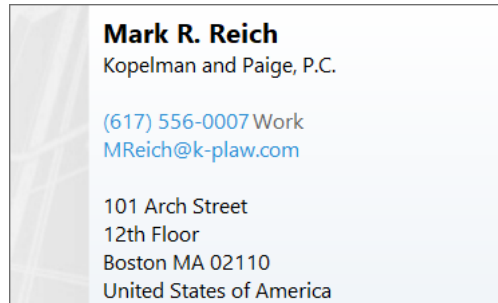 Mark R. Reich
Kopelman and Paige, P.C.
(617) 556-0007 Work
MReich@k-plaw.com
101 Arch Street
12th Floor
Boston MA 02110
United States of America